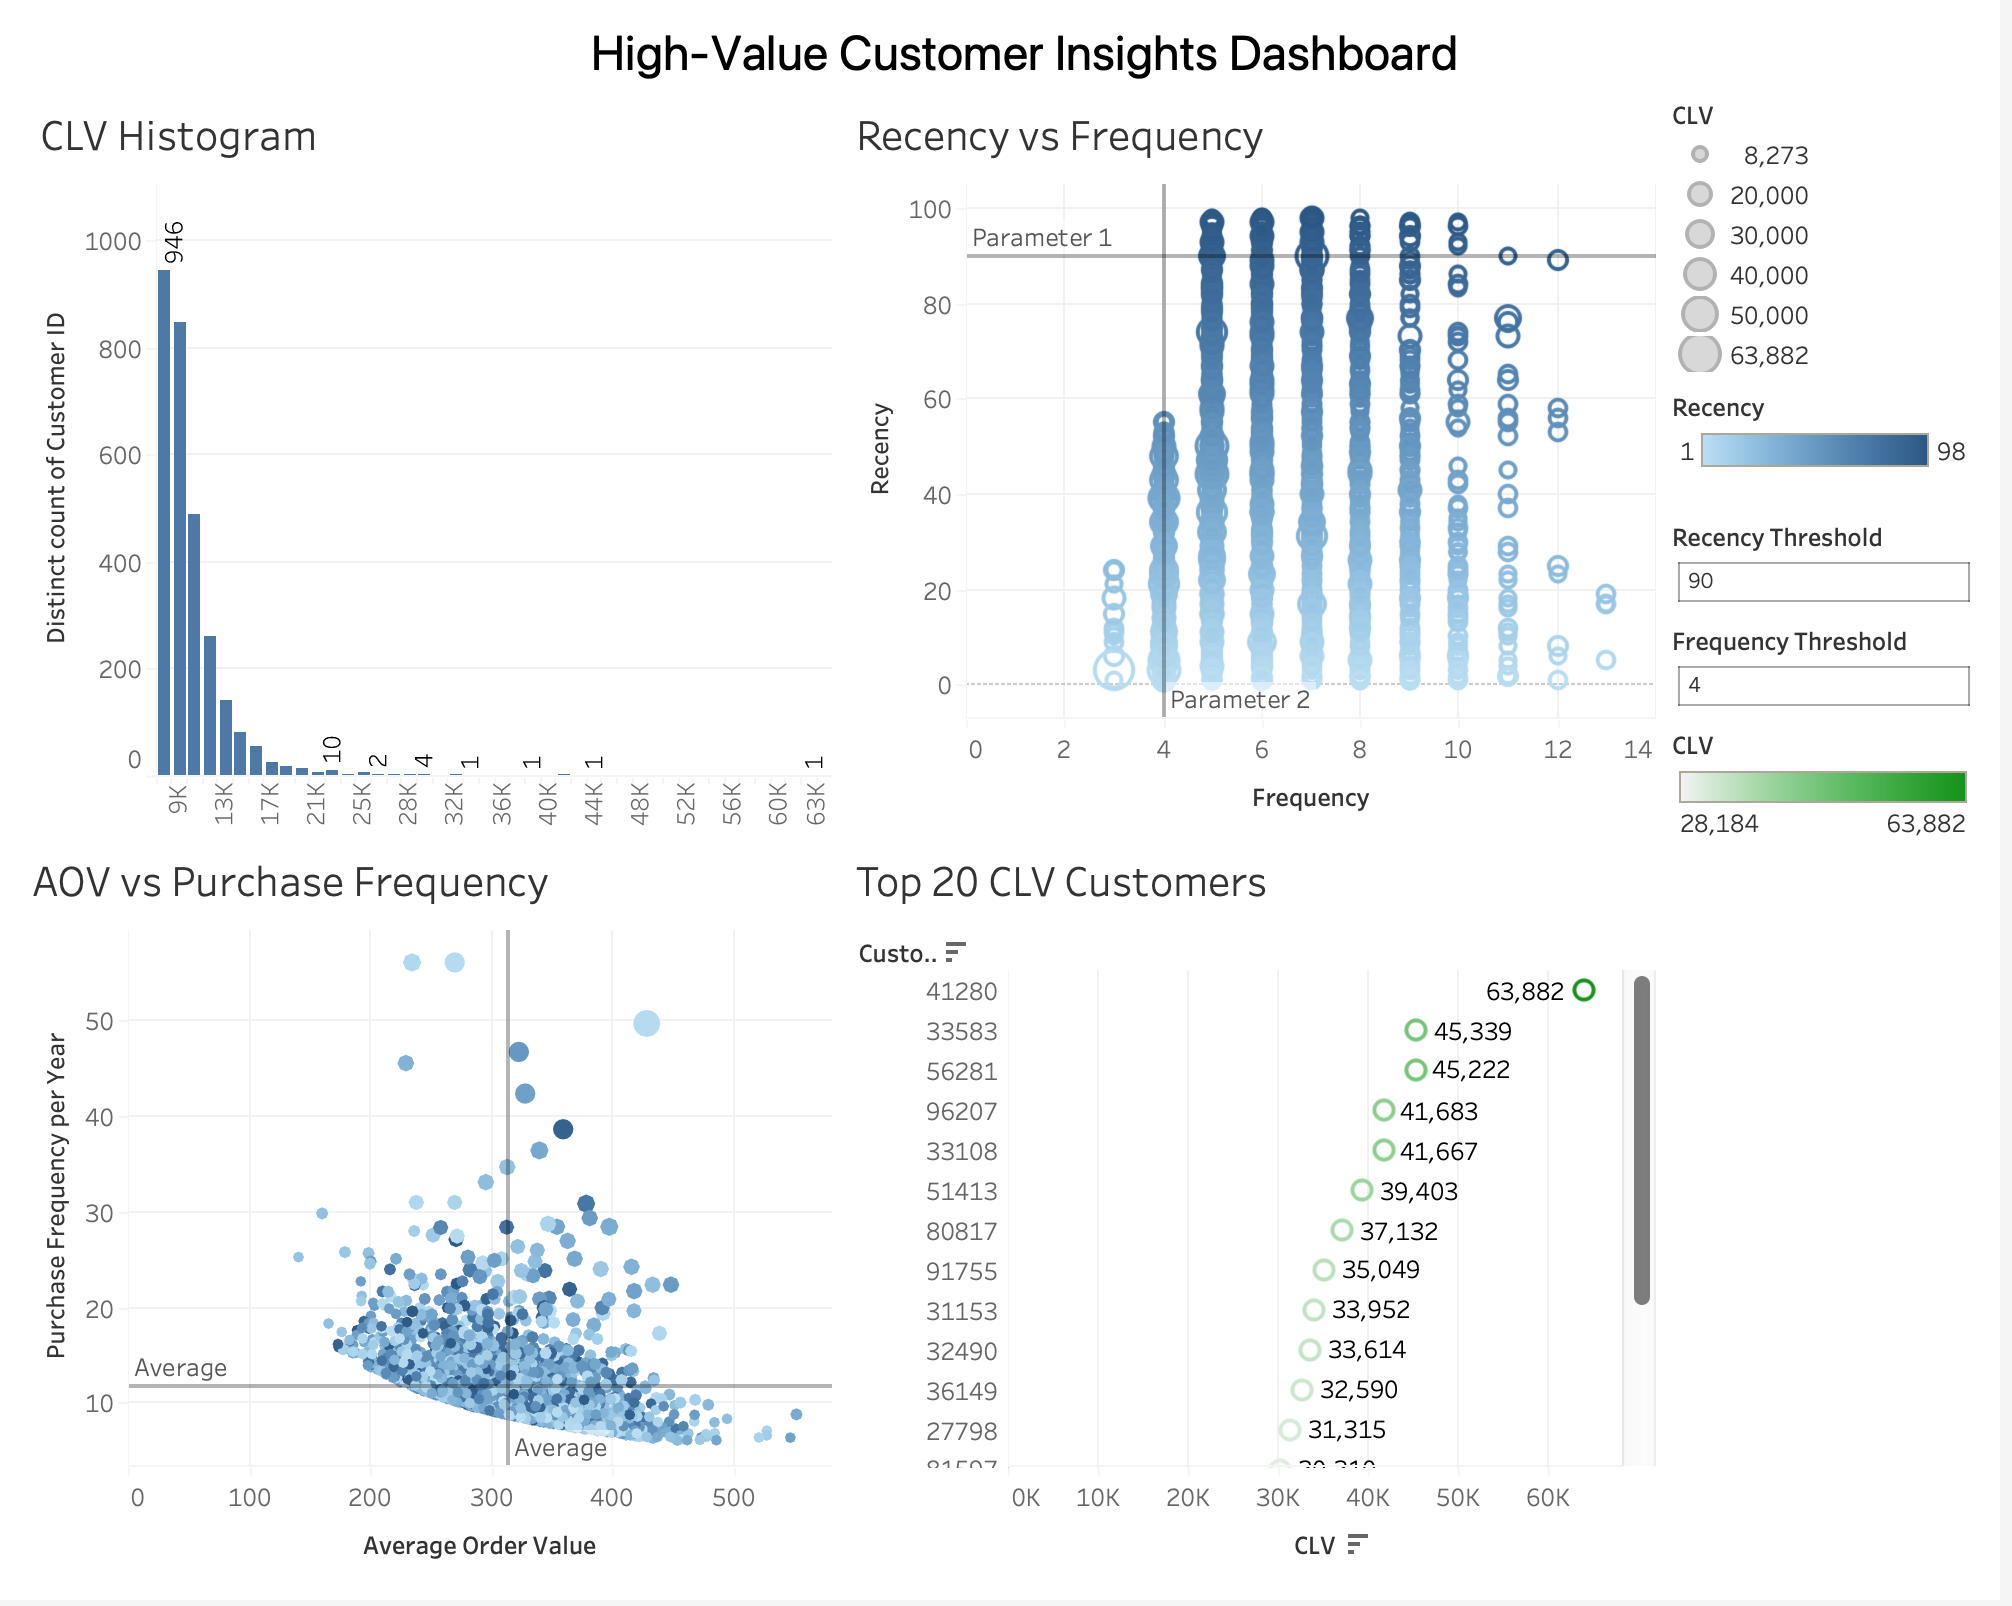 High-Value Customer Insights Dashboard
CLV Histogram
Distinct count of Customer ID
1000
800
600
400
200
0
946
10
2
4
1
1
1
1
9K
13K
17K
21K
25K
28K
32K
36K
40K
44K
48K
52K
56K
60K
63K
Recency vs Frequency
Recency
100
80
60
40
20
0
Parameter 1
Parameter 2
0
2
4
6
8
10
12
14
Frequency
CLV
8,273
20,000
30,000
40,000
50,000
63,882
Recency
1
98
Recency Threshold
90
Frequency Threshold
4
CLV
28,184
63,882
AOV vs Purchase Frequency
Purchase Frequency per Year
50
40
30
20
10
Average
Average
0
100
200
300
400
500
Average Order Value
Top 20 CLV Customers
Custo..
41280 63,882
33583 45,339
56281 45,222
96207 41,683
33108 41,667
51413 39,403
80817 37,132
91755 35,049
31153 33,952
32490 33,614
36149 32,590
27798 31,315
0K
10K
20K
30K
40K
50K
60K
CLV